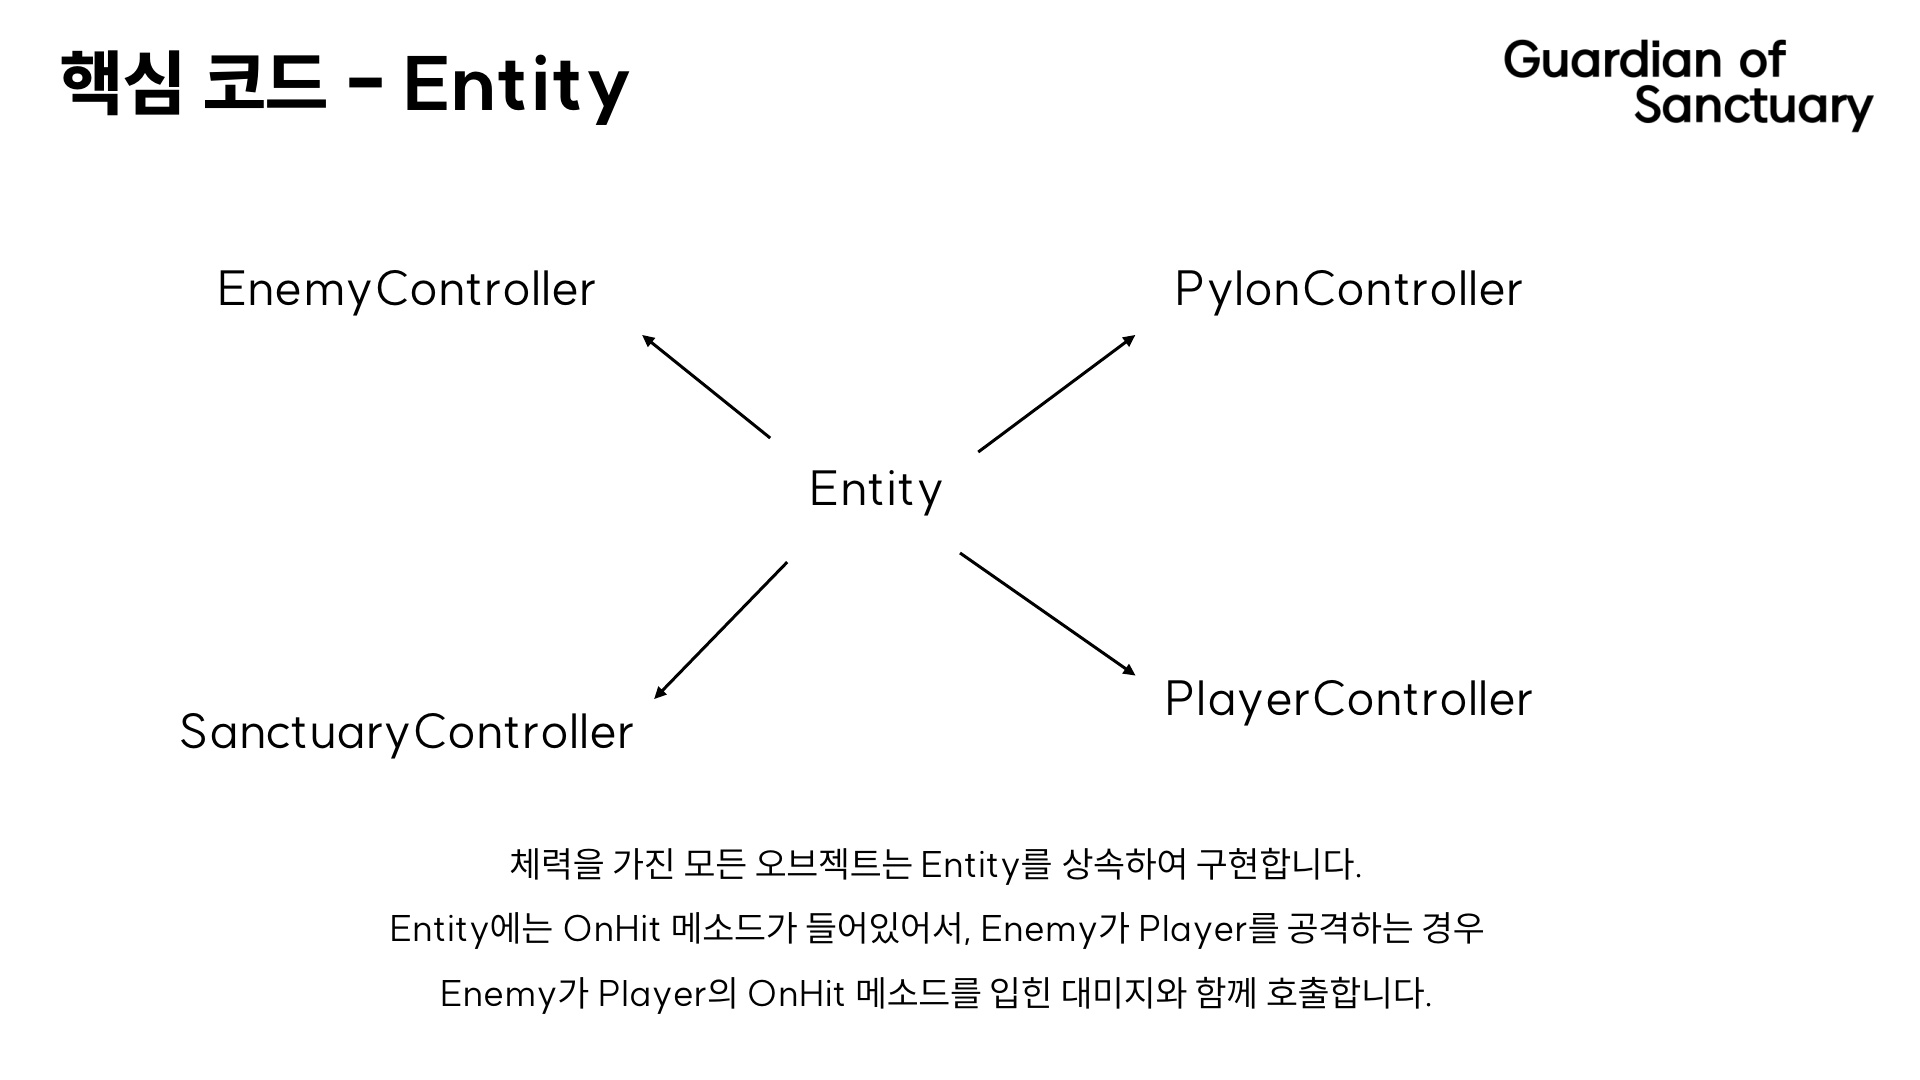 핵심 코드 - Entity
Guardian of
Sanctuary
EnemyController
PylonController
Entity
SanctuaryController
PlayerController
체력을 가진 모든 오브젝트는 Entity를 상속하여 구현합니다.
Entity에는 OnHit 메소드가 들어있어서, Enemy가 Player를 공격하는 경우
Enemy가 Player의 OnHit 메소드를 입힌 대미지와 함께 호출합니다.